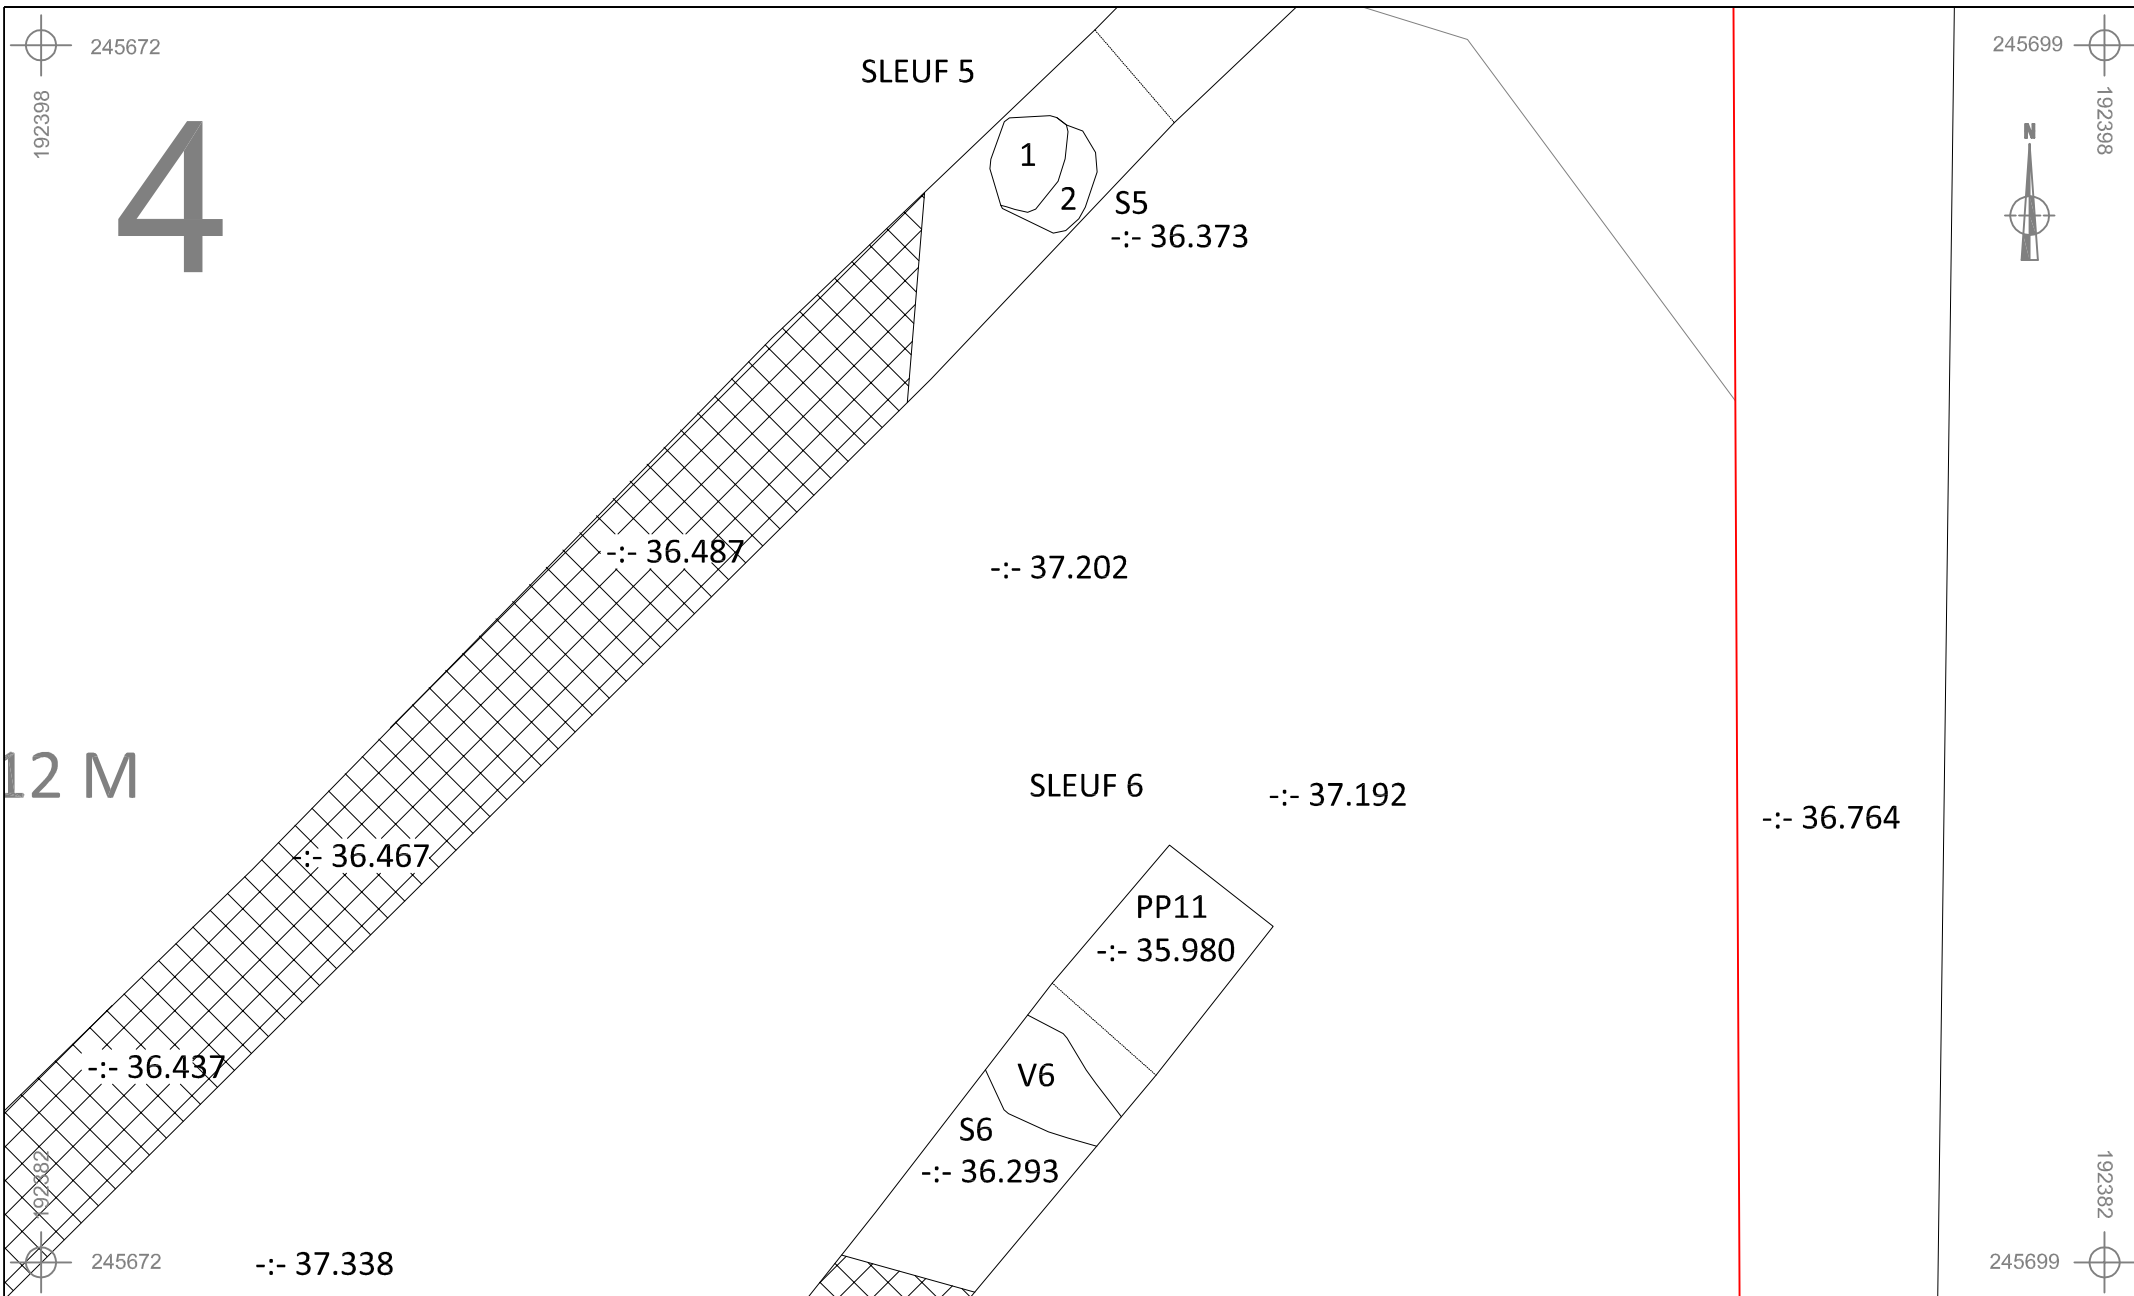 245672
192398
4
SLEUF 5
1
2
S5
-:- 36.373
245699
192398
N
-:- 36.487
-:- 37.202
12 M
SLEUF 6
-:- 37.192
-:- 36.764
-:- 36.467
PP11
-:- 35.980
-:- 36.437
V6
S6
-:- 36.293
192382
245672
-:- 37.338
192382
245699